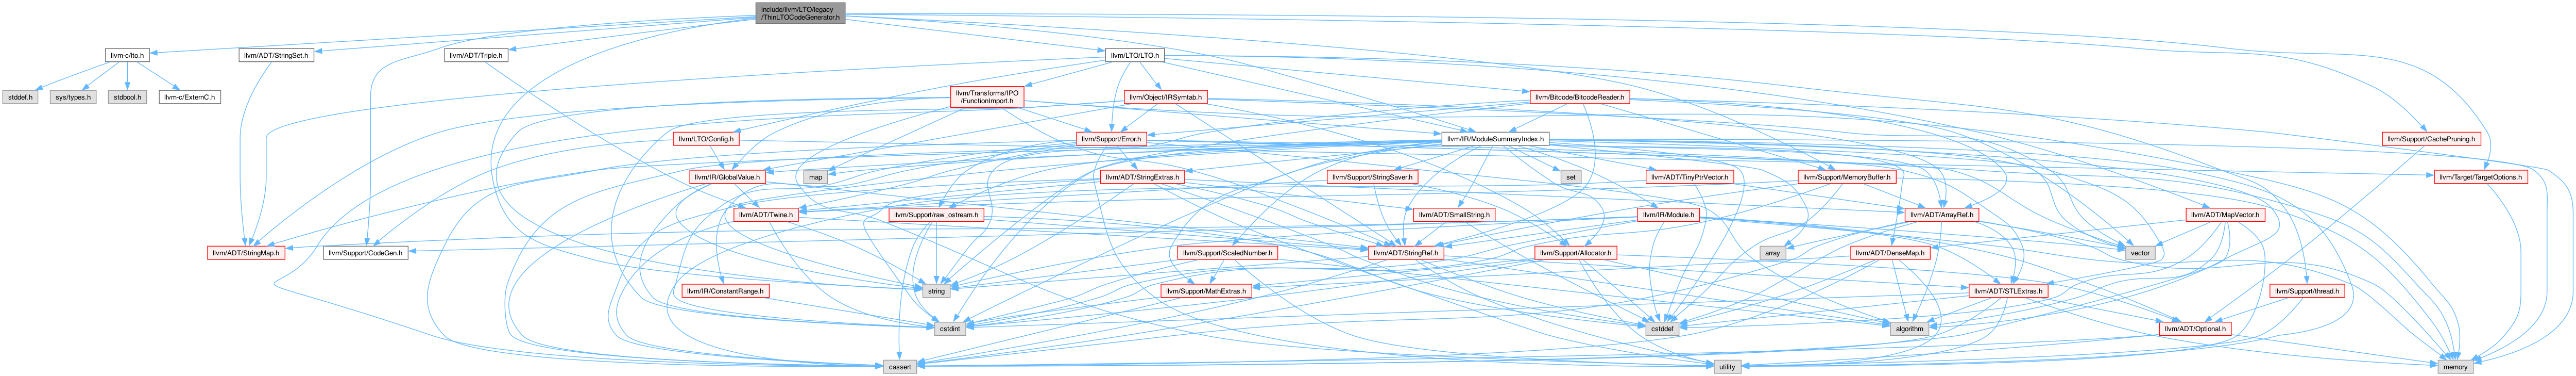 include/llvm/LTO/legacy
/ThinLTOCodeGenerator.h
llvm-c/lto.h
llvm/ADT/StringSet.h
llvm/ADT/Triple.h
llvm/LTO/LTO.h
stddef.h
sys/types.h
stdbool.h
llvm-c/ExternC.h
llvm/Transforms/IPO
/FunctionImport.h
llvm/Object/IRSymtab.h
llvm/Bitcode/BitcodeReader.h
llvm/LTO/Config.h
llvm/Support/Error.h
llvm/IR/ModuleSummaryIndex.h
llvm/Support/CachePruning.h
llvm/IR/GlobalValue.h
map
llvm/ADT/StringExtras.h
llvm/Support/StringSaver.h
set
llvm/ADT/TinyPtrVector.h
llvm/Support/MemoryBuffer.h
llvm/Target/TargetOptions.h
llvm/ADT/Twine.h
llvm/Support/raw_ostream.h
llvm/ADT/SmallString.h
llvm/IR/Module.h
llvm/ADT/ArrayRef.h
llvm/ADT/MapVector.h
llvm/ADT/StringMap.h
llvm/Support/CodeGen.h
llvm/Support/ScaledNumber.h
llvm/ADT/StringRef.h
llvm/Support/Allocator.h
array
llvm/ADT/DenseMap.h
vector
llvm/IR/ConstantRange.h
string
llvm/Support/MathExtras.h
llvm/ADT/STLExtras.h
llvm/Support/thread.h
cstdint
cstddef
algorithm
llvm/ADT/Optional.h
cassert
utility
memory